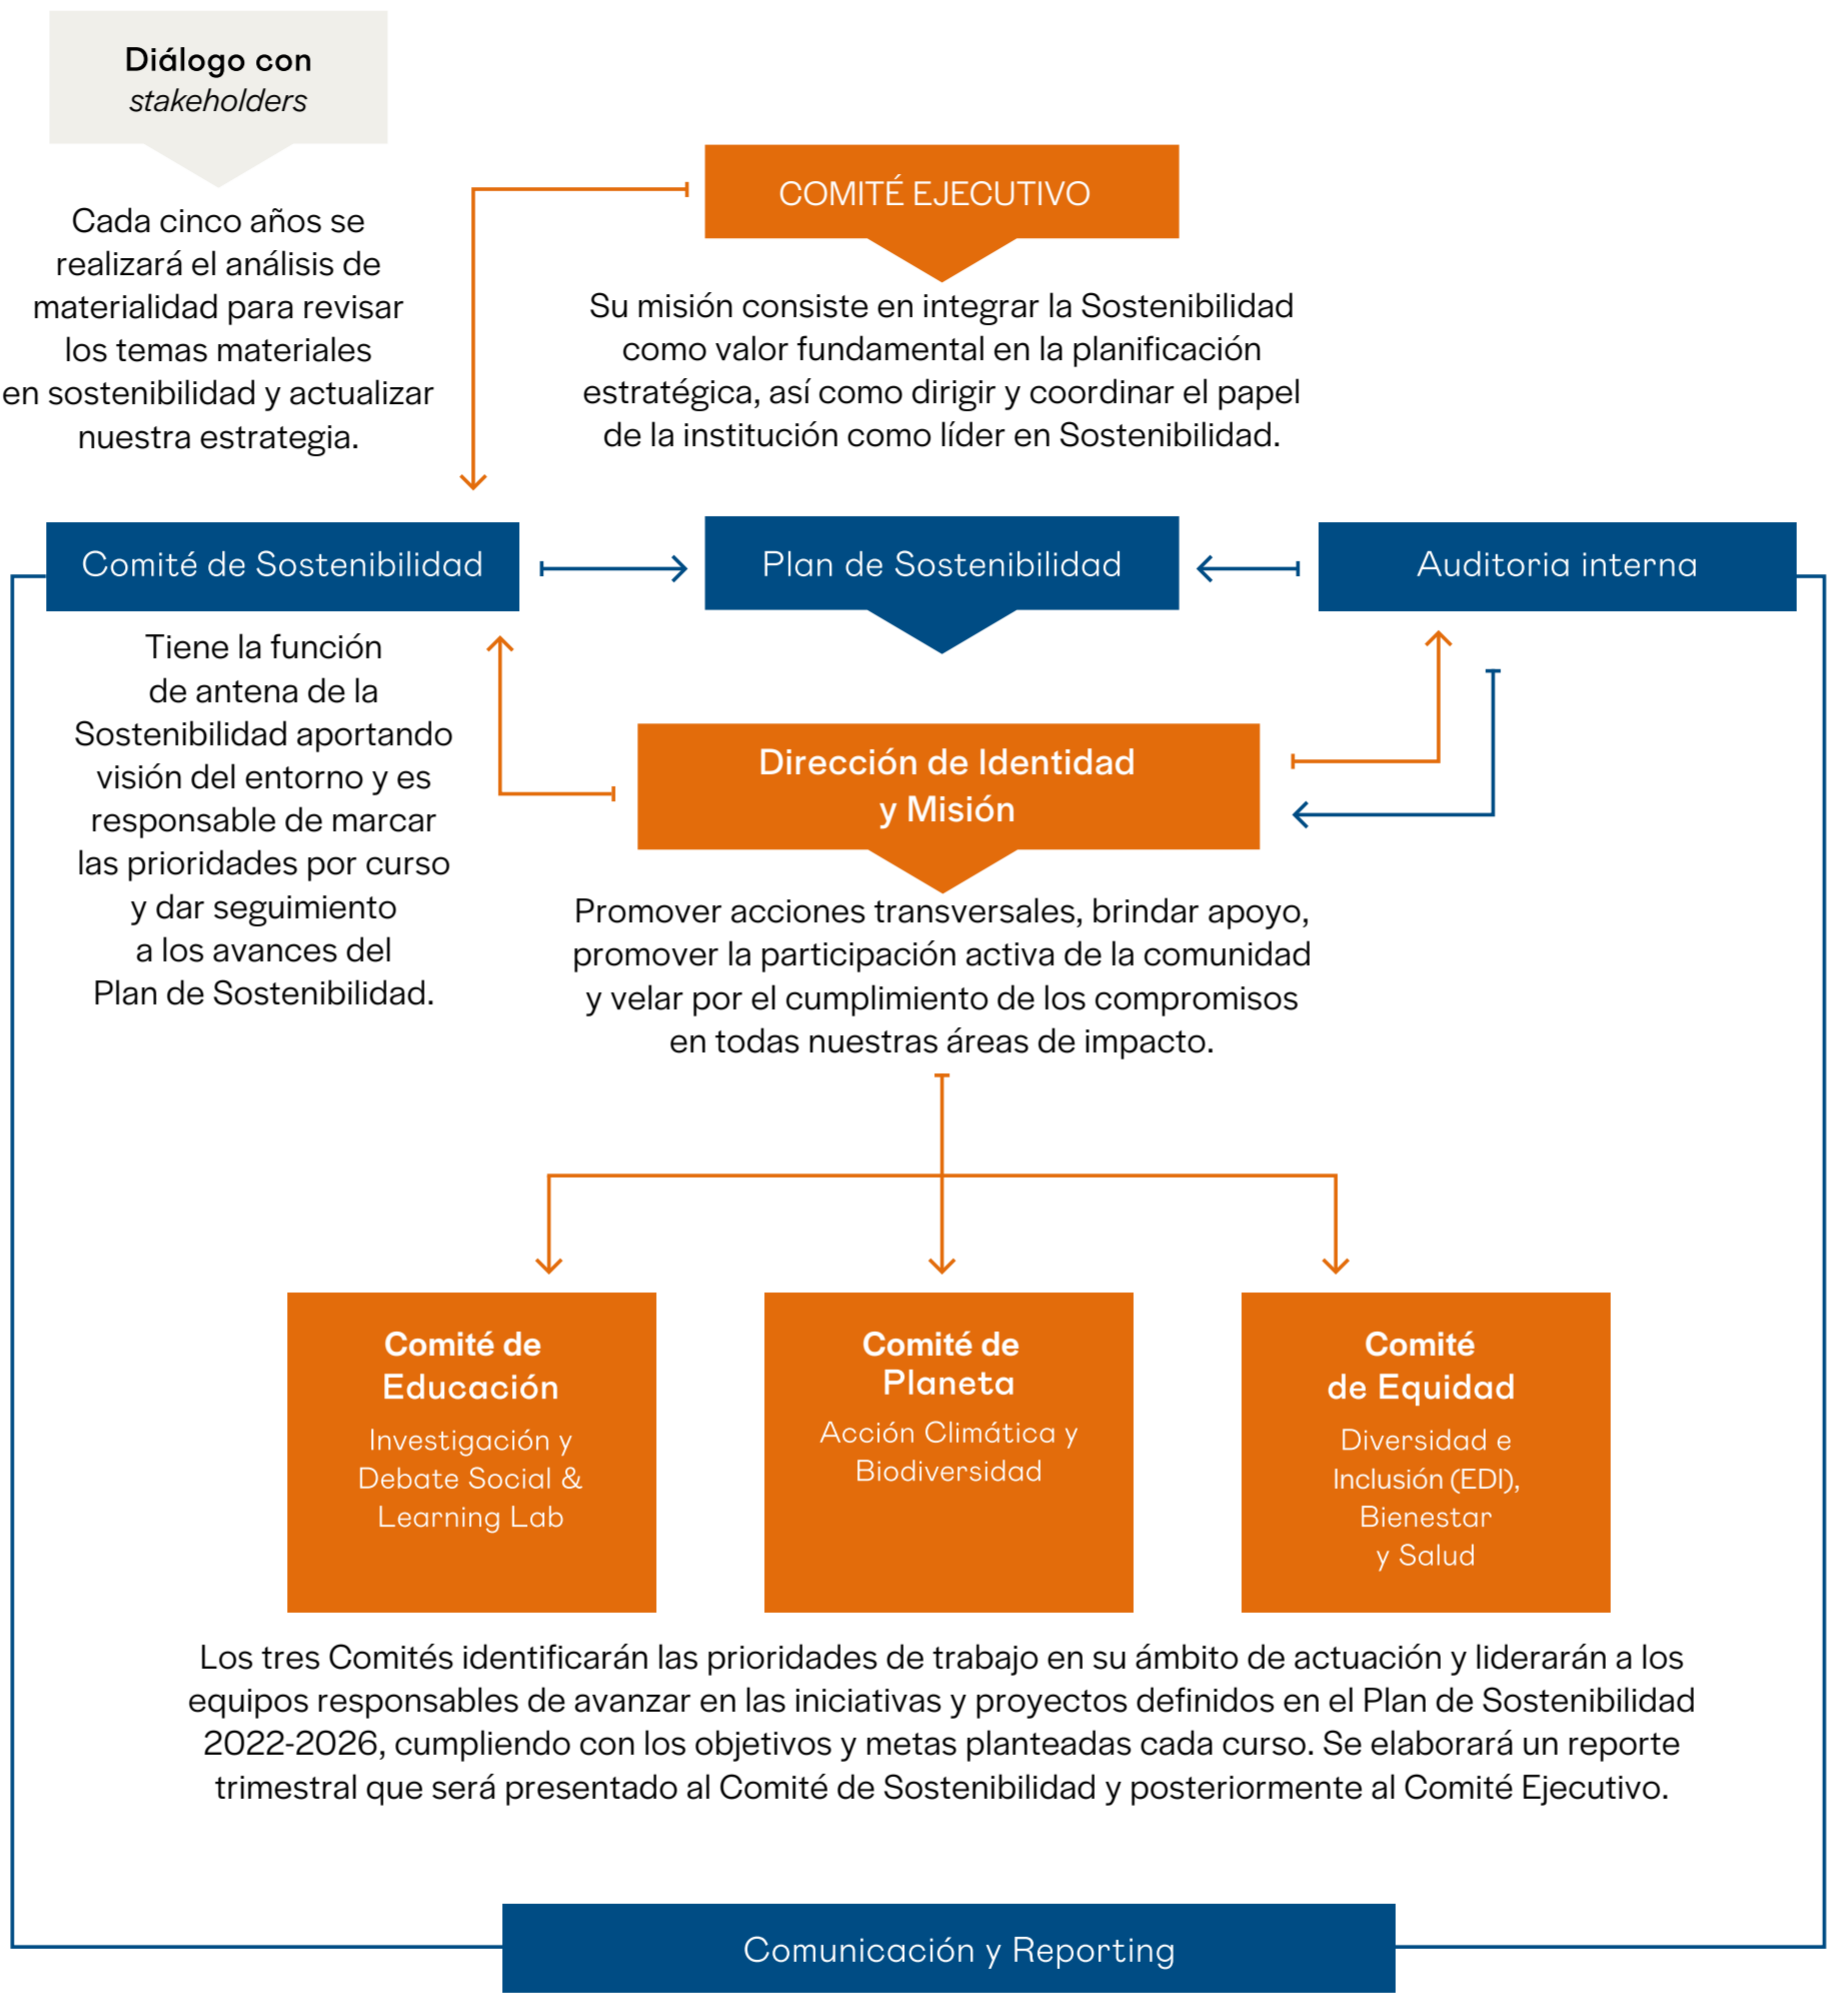 Diálogo con
stakeholders
Cada cinco años se
realizará el análisis de
materialidad para revisar
los temas materiales
en sostenibilidad y actualizar
nuestra estrategia.
COMITÉ EJECUTIVO
Su misión consiste en integrar la Sostenibilidad
como valor fundamental en la planificación
estratégica, así como dirigir y coordinar el papel
de la institución como líder en Sostenibilidad.
Comité de Sostenibilidad
Plan de Sostenibilidad
Auditoria interna
Tiene la función
de antena de la
Sostenibilidad aportando
visión del entorno y es
responsable de marcar
las prioridades por curso
y dar seguimiento
a los avances del
Plan de Sostenibilidad.
Dirección de Identidad
y Misión
Promover acciones transversales, brindar apoyo,
promover la participación activa de la comunidad
y velar por el cumplimiento de los compromisos
en todas nuestras áreas de impacto.
Comité de
Educación
Investigación y
Debate Social &
Learning Lab
Comité de
Planeta
Acción Climática y
Biodiversidad
Comité
de Equidad
Diversidad e
Inclusión (EDI),
Bienestar
y Salud
Los tres Comités identificarán las prioridades de trabajo en su ámbito de actuación y liderarán a los
equipos responsables de avanzar en las iniciativas y proyectos definidos en el Plan de Sostenibilidad
2022-2026, cumpliendo con los objetivos y metas planteadas cada curso. Se elaborará un reporte
trimestral que será presentado al Comité de Sostenibilidad y posteriormente al Comité Ejecutivo.
Comunicación y Reporting